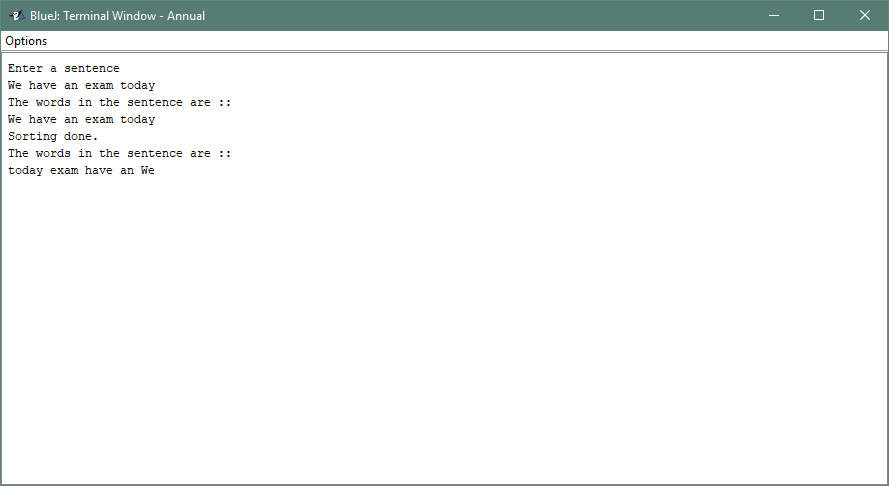 BlueJ: Terminal Window - Annual
Options
Enter a sentence
We have an exam today
The words in the sentence are ::
We have an exam today
Sorting done.
The words in the sentence are ::
today exam have an We